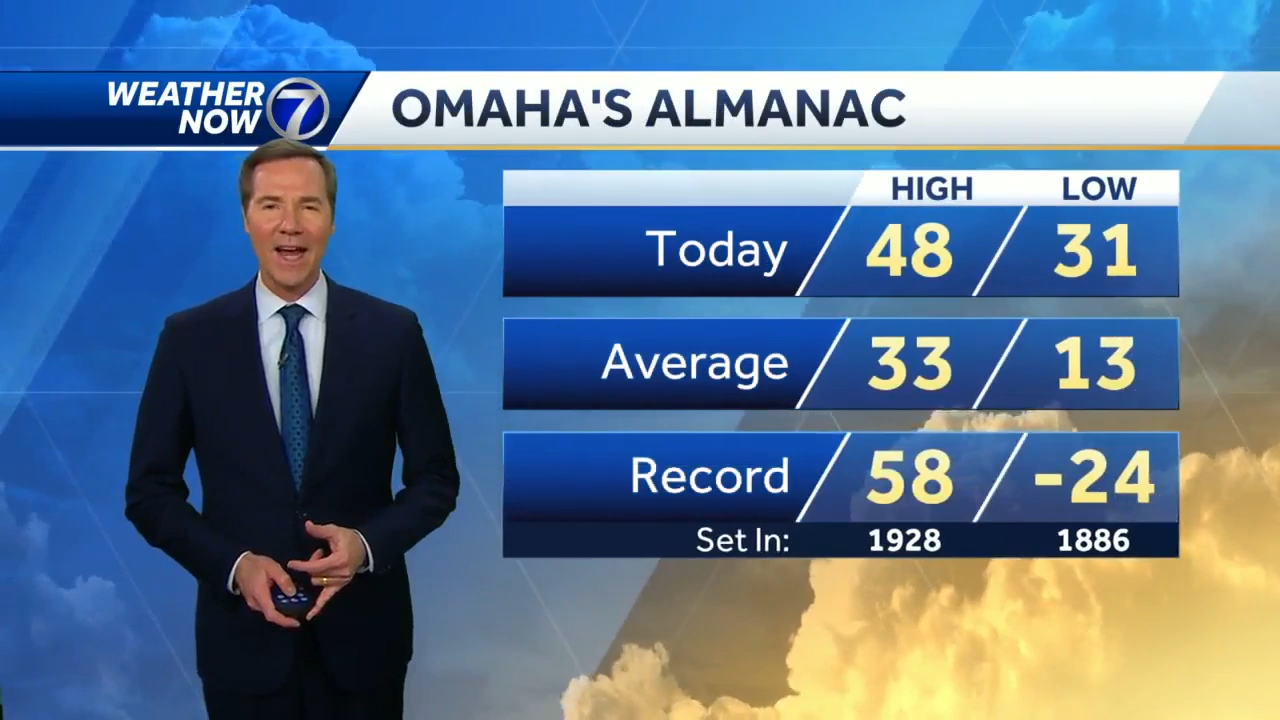 WEATHER
NOW 7
OMAHA'S ALMANAC
HIGH LOW
Today 48 31
Average 33 13
Record 58 -24
Set In: 1928 1886